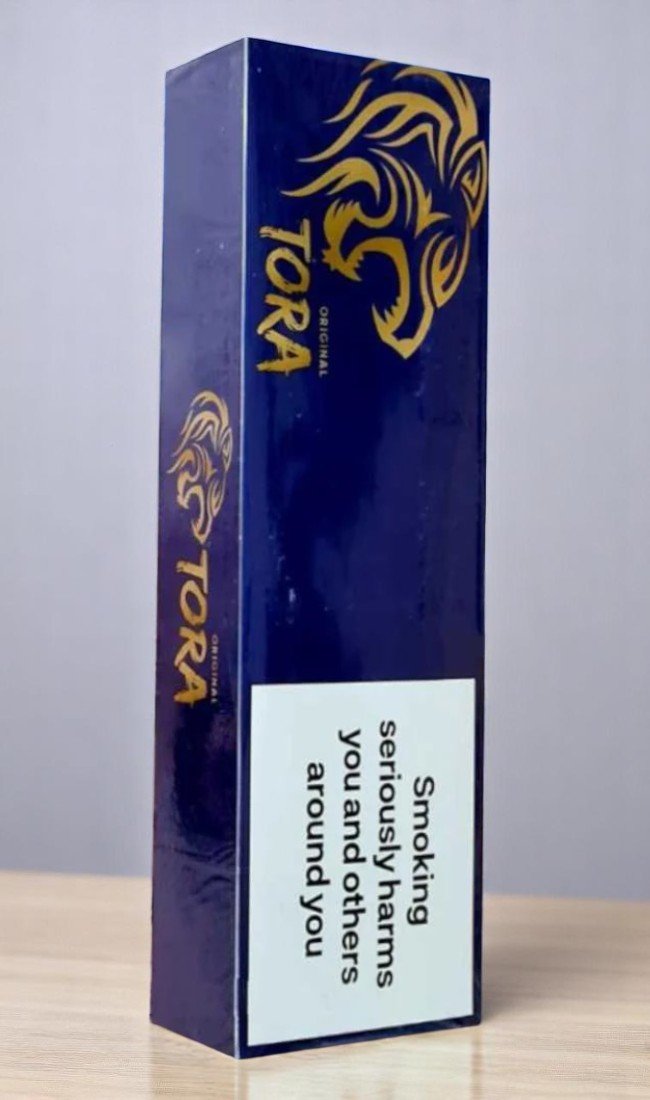 TORA
ORIGINAL
TORA
ORIGINAL
Smoking
seriously harms
you and others
around you